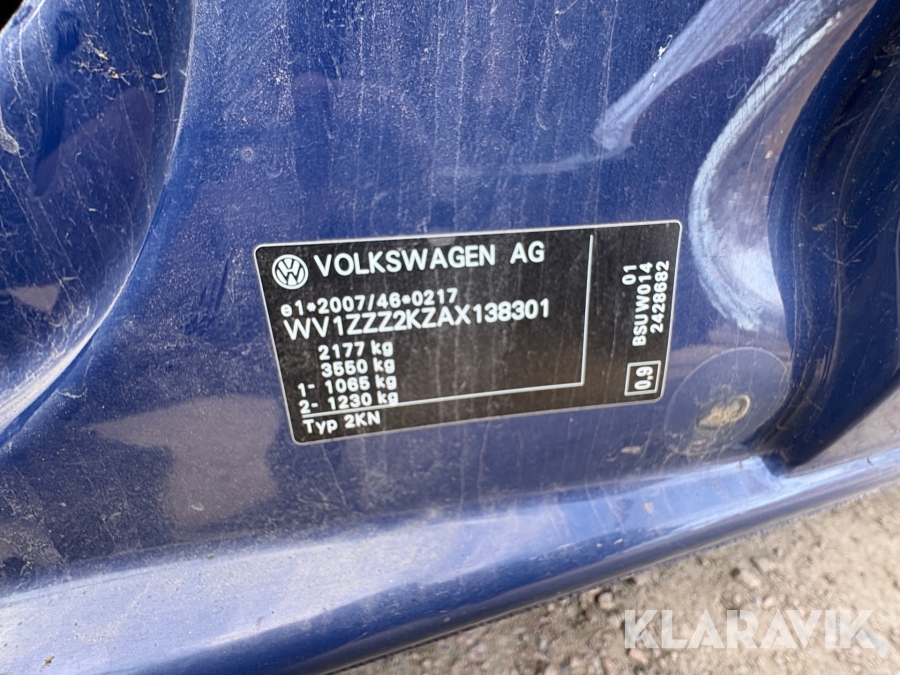 VOLKSWAGEN AG
e1*2007/46*0217
WV1ZZZ2KZAX138301
2177 kg
3550 kg
1- 1065 kg
2- 1230 kg
Typ 2KN
01
BSUW014
2428682
0,9
KLARAVIK